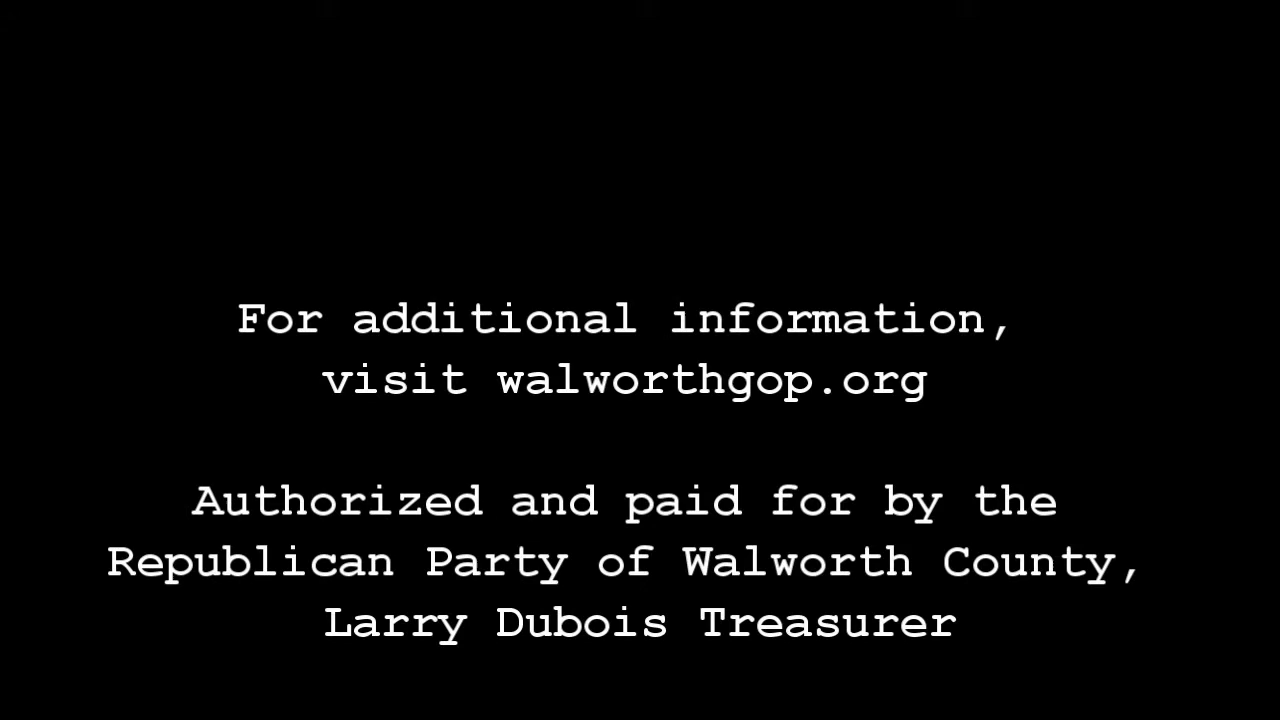 For additional information,
visit walworthgop.org
Authorized and paid for by the
Republican Party of Walworth County,
Larry Dubois Treasurer